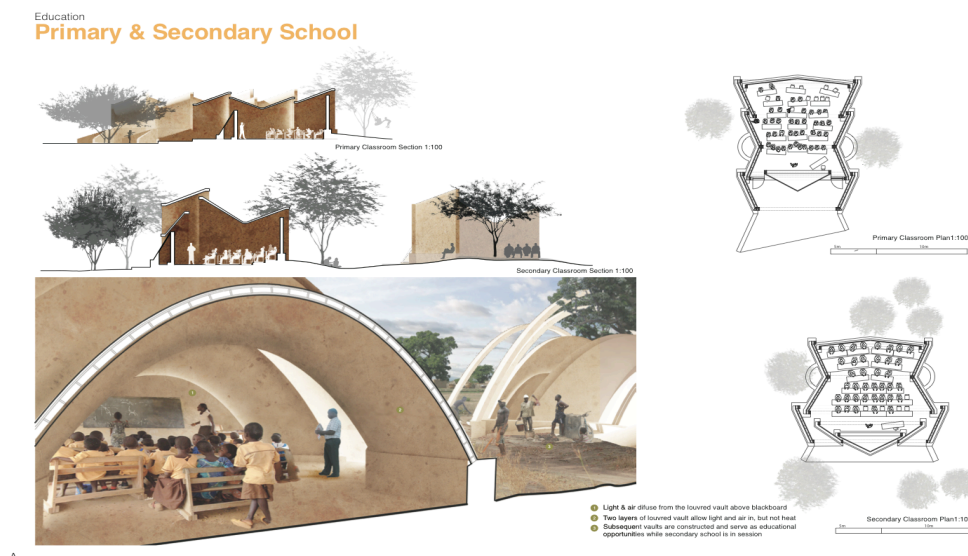 Education
Primary & Secondary School
Primary Classroom Section 1:100
Secondary Classroom Section 1:100
Primary Classroom Plan1:100
Secondary Classroom Plan1:10
1 Light & air difuse from the louvred vault above blackboard
2 Two layers of louvred vault allow light and air in, but not heat
3 Subsequent vaults are constructed and serve as educational
opportunities while secondary school is in session